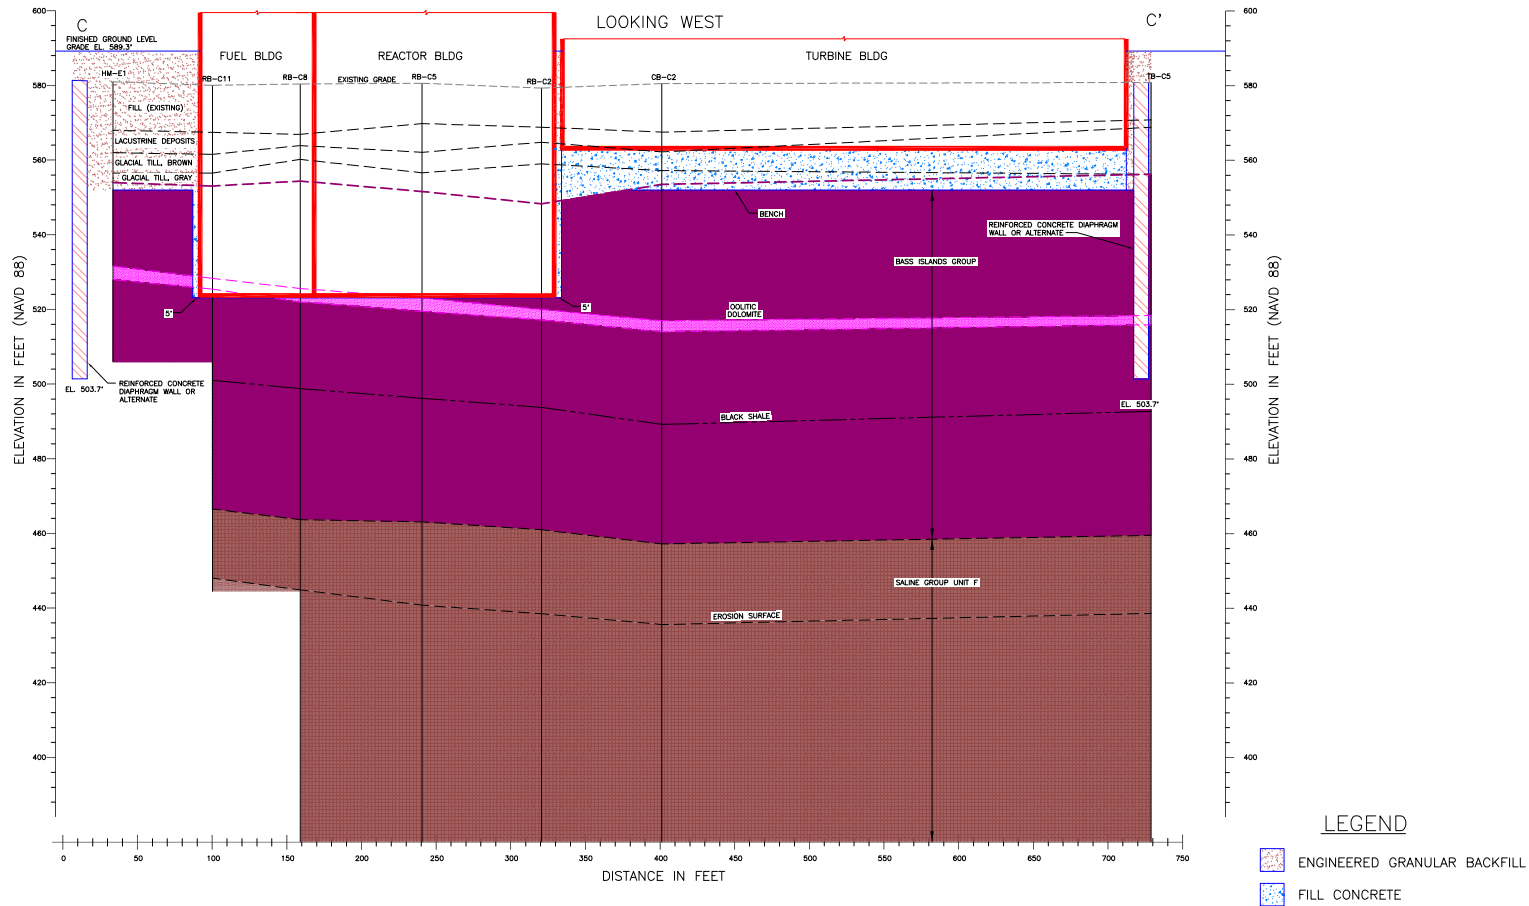 C
LOOKING WEST
C'
FINISHED GROUND LEVEL
GRADE EL. 589.3'
FUEL BLDG
REACTOR BLDG
TURBINE BLDG
HM-E1
RB-C11
RB-C8
EXISTING GRADE
RB-C5
RB-C2
CB-C2
TB-C5
FILL (EXISTING)
LACUSTRINE DEPOSITS
GLACIAL TILL, BROWN
GLACIAL TILL, GRAY
BENCH
REINFORCED CONCRETE DIAPHRAGM
WALL OR ALTERNATE
BASS ISLANDS GROUP
OOLITIC
DOLOMITE
5'
5'
EL. 503.7'
REINFORCED CONCRETE
DIAPHRAGM WALL OR
ALTERNATE
EL. 503.7'
BLACK SHALE
SALINE GROUP UNIT F
EROSION SURFACE
ELEVATION IN FEET (NAVD 88)
600
580
560
540
520
500
480
460
440
420
400
ELEVATION IN FEET (NAVD 88)
600
580
560
540
520
500
480
460
440
420
400
0 50 100 150 200 250 300 350 400 450 500 550 600 650 700 750
DISTANCE IN FEET
LEGEND
ENGINEERED GRANULAR BACKFILL
FILL CONCRETE